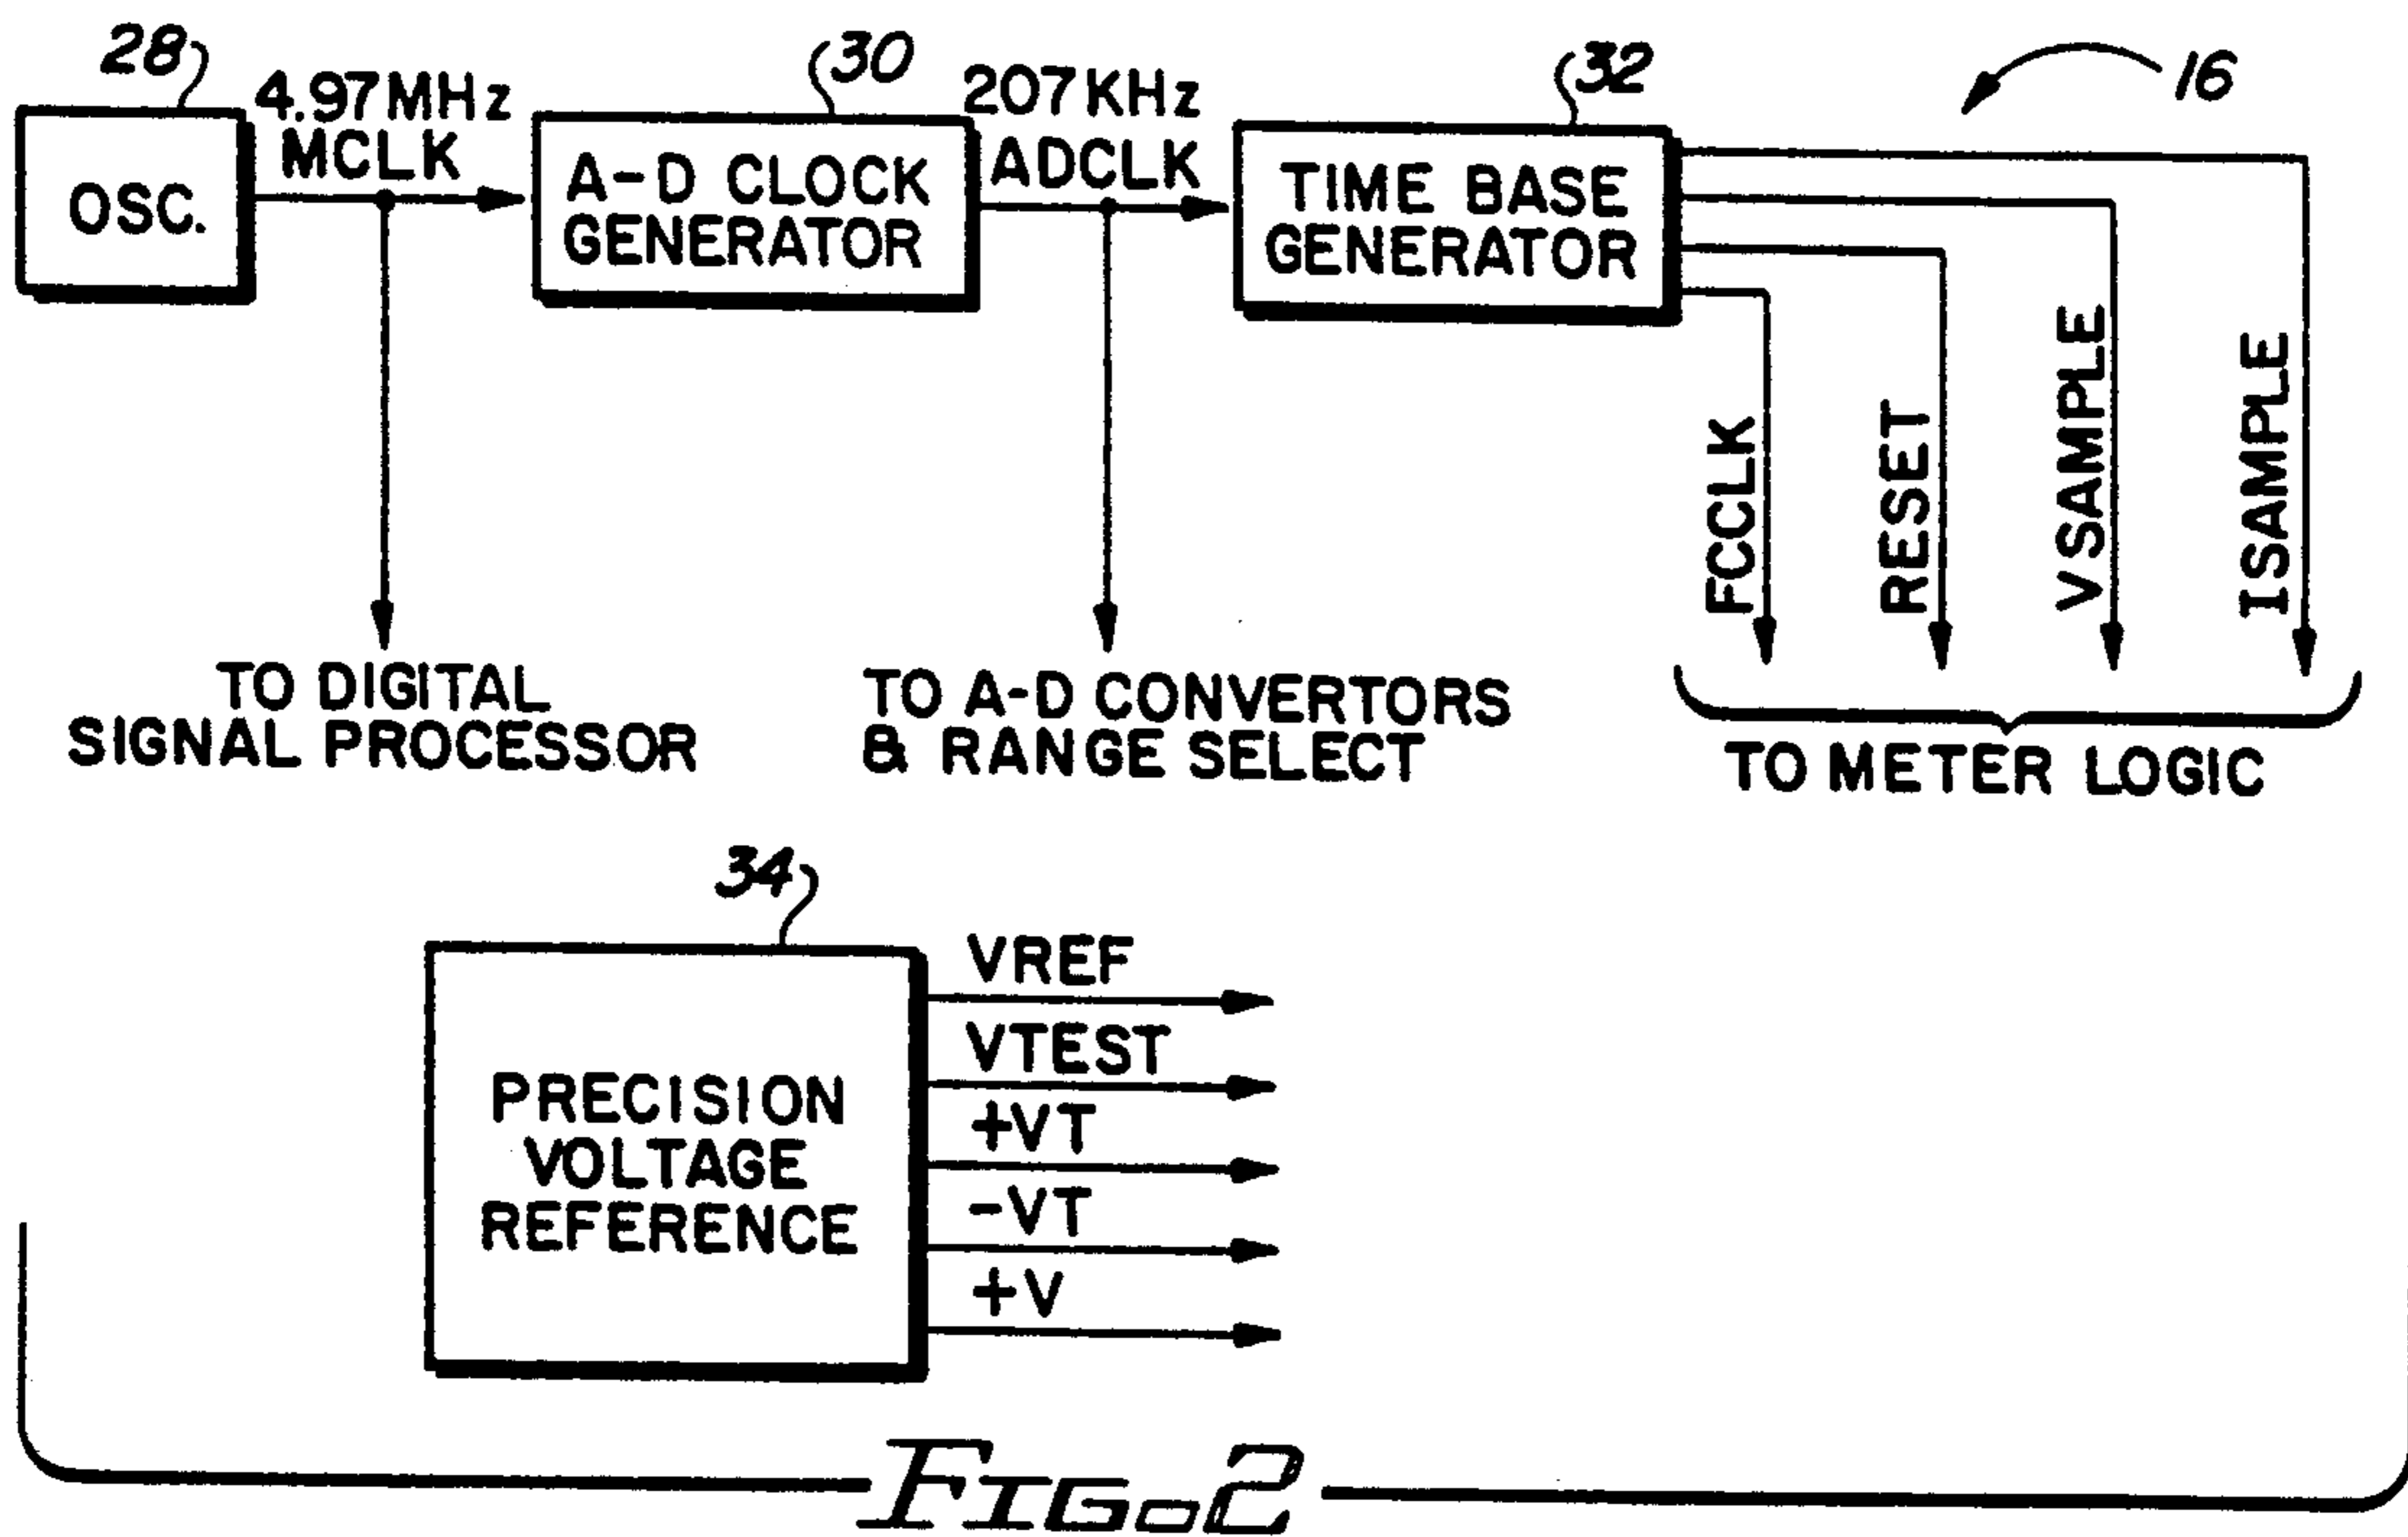 28
4.97MHz
MCLK
30
207KHz
ADCLK
32
16
OSC.
A-D CLOCK
GENERATOR
TIME BASE
GENERATOR
FCCLK
RESET
VSAMPLE
ISAMPLE
TO DIGITAL
SIGNAL PROCESSOR
TO A-D CONVERTORS
& RANGE SELECT
TO METER LOGIC
34
PRECISION
VOLTAGE
REFERENCE
VREF
VTEST
+VT
-VT
+V
FIG. 2